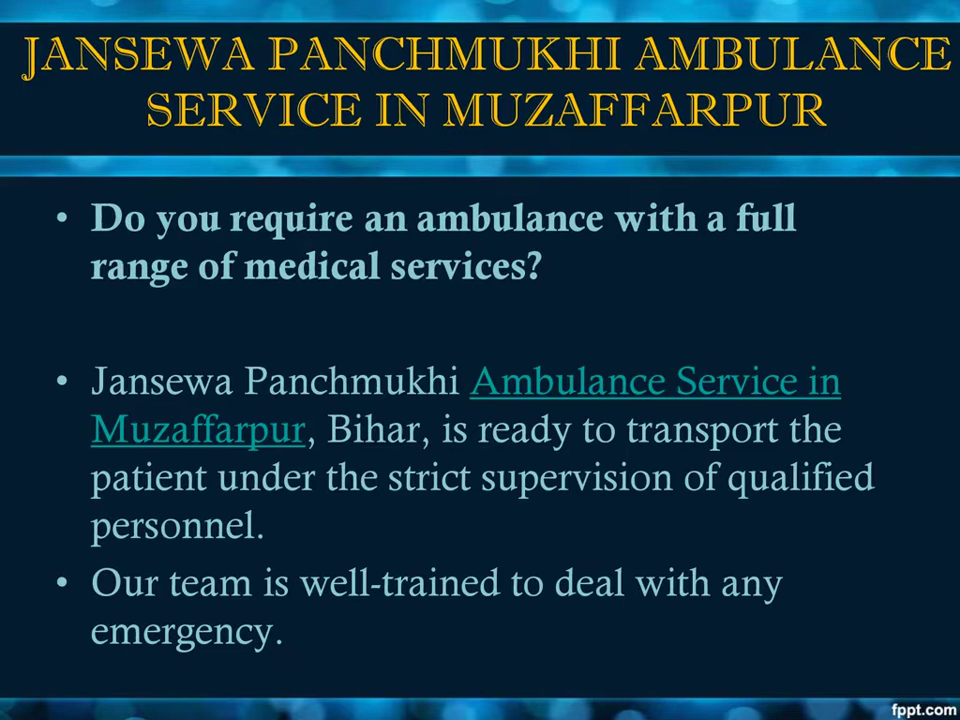 JANSEWA PANCHMUKHI AMBULANCE
SERVICE IN MUZAFFARPUR
• Do you require an ambulance with a full
range of medical services?
• Jansewa Panchmukhi Ambulance Service in
Muzaffarpur, Bihar, is ready to transport the
patient under the strict supervision of qualified
personnel.
• Our team is well-trained to deal with any
emergency.
fppt.com